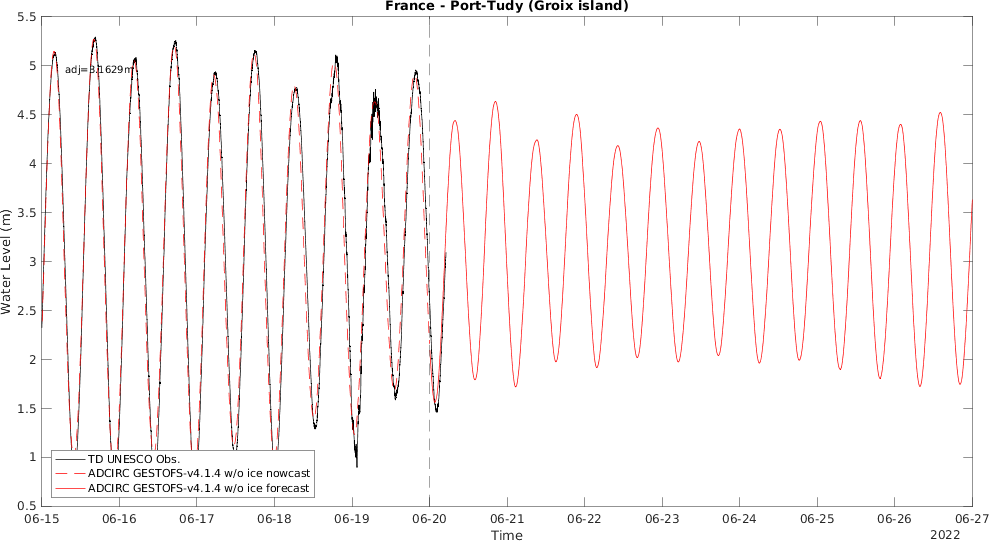 France - Port-Tudy (Groix island)
adj=3.1629m
Water Level (m)
5.5
5
4.5
4
3.5
3
2.5
2
1.5
1
0.5
TD UNESCO Obs.
ADCIRC GESTOFS-v4.1.4 w/o ice nowcast
ADCIRC GESTOFS-v4.1.4 w/o ice forecast
06-15 06-16 06-17 06-18 06-19 06-20 06-21 06-22 06-23 06-24 06-25 06-26 06-27
Time
2022